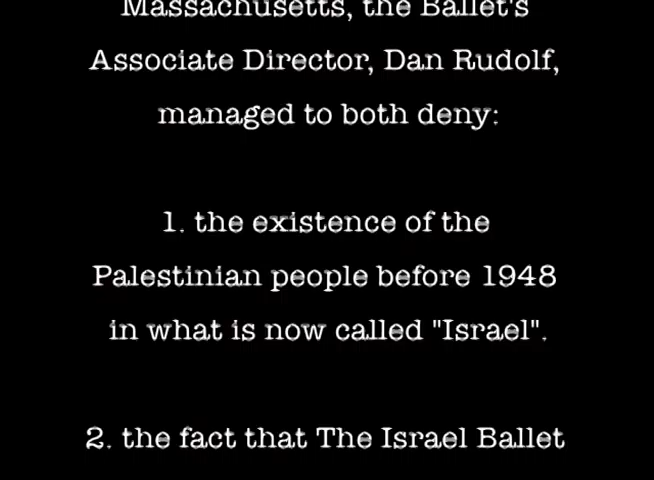 Massachusetts, the Ballet's
Associate Director, Dan Rudolf,
managed to both deny:
1. the existence of the
Palestinian people before 1948
in what is now called "Israel".
2. the fact that The Israel Ballet